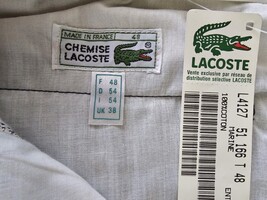 MADE IN FRANCE 48
CHEMISE
LACOSTE
F 48
D 54
I 54
UK 38
LACOSTE
Vente exclusive par réseau de
distribution sélective LACOSTE
L4127 51 166 T 48
MARINE
100%COTON